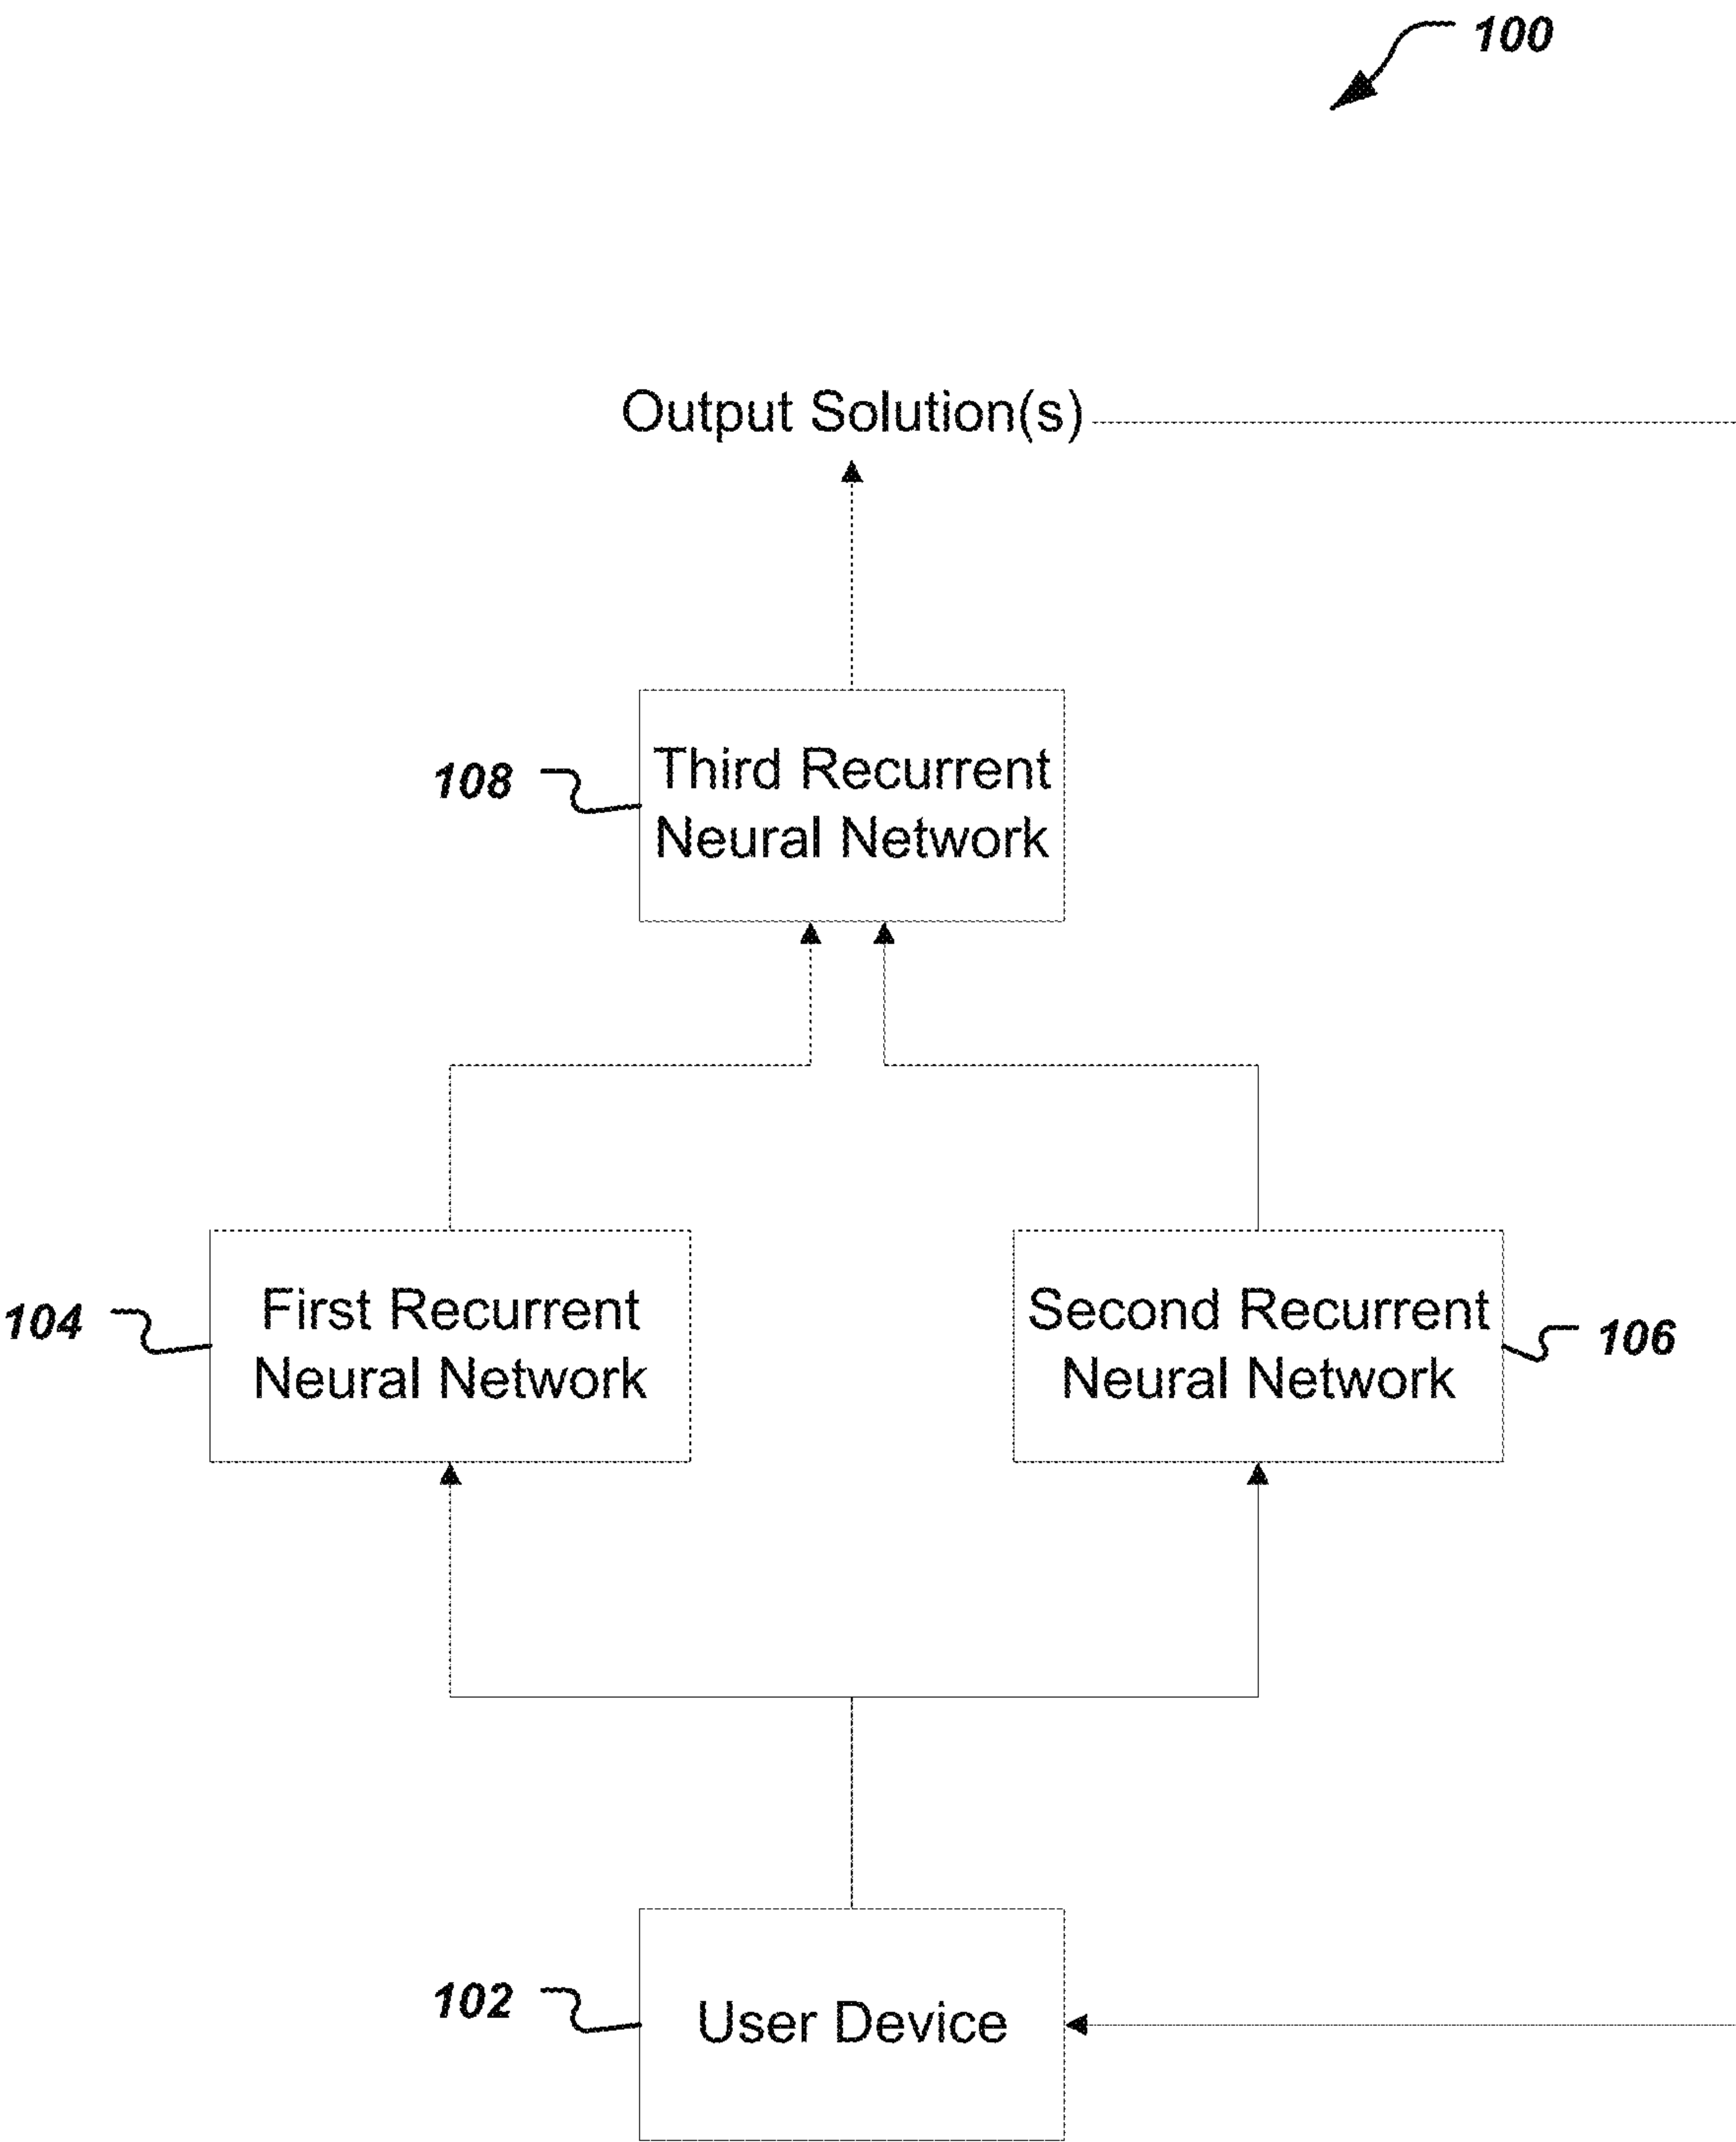 100
Output Solution(s)
108
Third Recurrent
Neural Network
104
First Recurrent
Neural Network
Second Recurrent
Neural Network
106
102
User Device